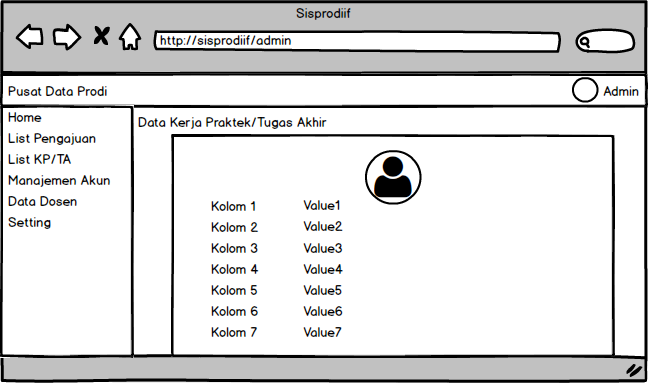 Sisprodiif
http://sisprodiif/admin
Pusat Data Prodi
Admin
Home
List Pengajuan
List KP/TA
Manajemen Akun
Data Dosen
Setting
Data Kerja Praktek/Tugas Akhir
Kolom 1 Value1
Kolom 2 Value2
Kolom 3 Value3
Kolom 4 Value4
Kolom 5 Value5
Kolom 6 Value6
Kolom 7 Value7